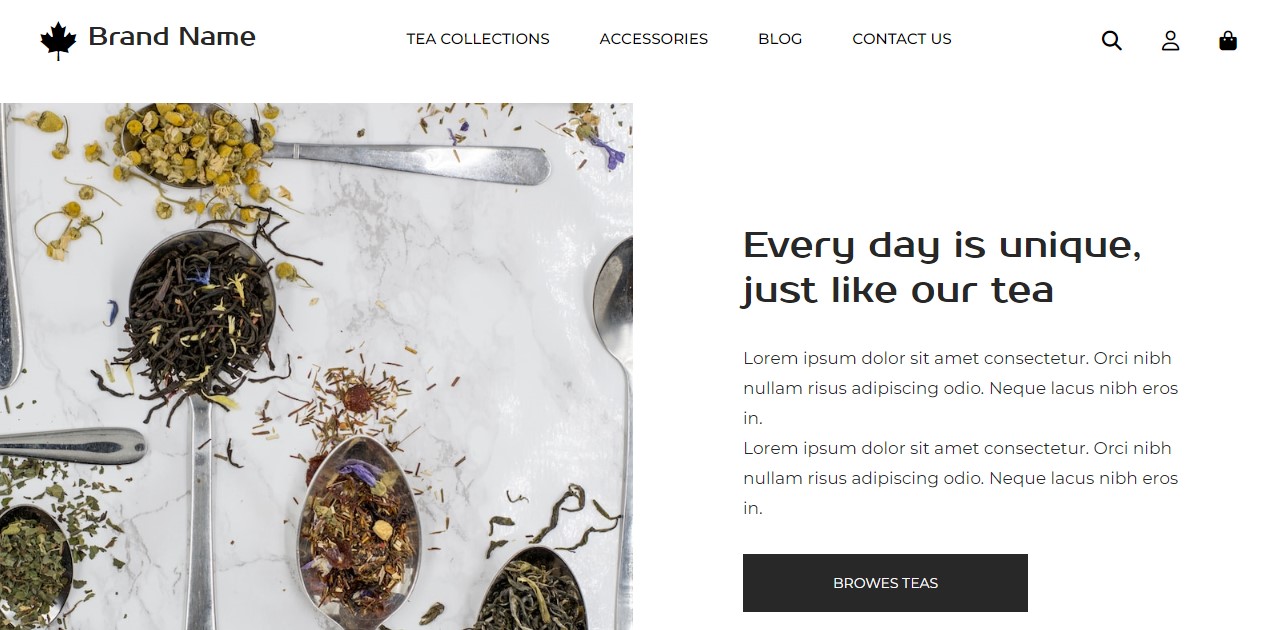 Brand Name
TEA COLLECTIONS
ACCESSORIES
BLOG
CONTACT US
Every day is unique,
just like our tea
Lorem ipsum dolor sit amet consectetur. Orci nibh
nullam risus adipiscing odio. Neque lacus nibh eros
in.
Lorem ipsum dolor sit amet consectetur. Orci nibh
nullam risus adipiscing odio. Neque lacus nibh eros
in.
BROWES TEAS